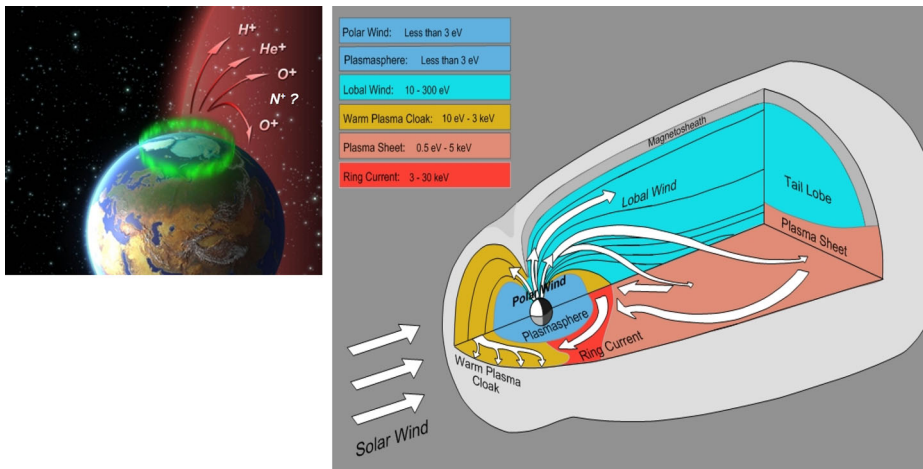 H+
He+
O+
N+ ?
O+
Polar Wind: Less than 3 eV
Plasmasphere: Less than 3 eV
Lobal Wind: 10 - 300 eV
Warm Plasma Cloak: 10 eV - 3 keV
Plasma Sheet: 0.5 eV - 5 keV
Ring Current: 3 - 30 keV
Magnetosheath
Lobal Wind
Tail Lobe
Plasma Sheet
Polar Wind
Plasmasphere
Ring Current
Warm Plasma
Cloak
Solar Wind